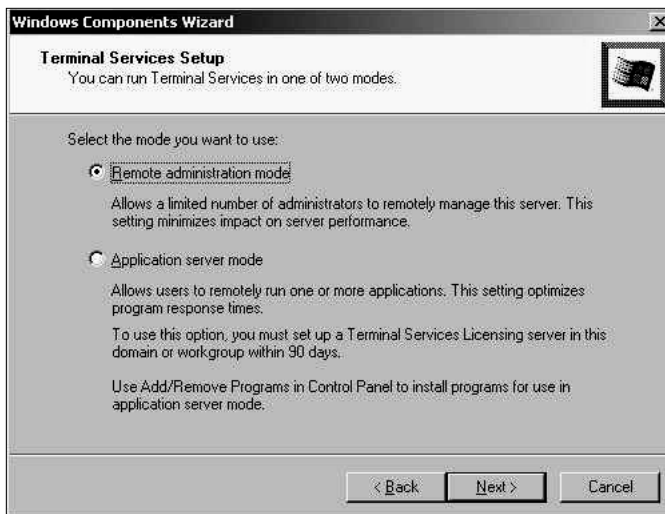 Windows Components Wizard
Terminal Services Setup
You can run Terminal Services in one of two modes.
Select the mode you want to use:
Remote administration mode
Allows a limited number of administrators to remotely manage this server. This
setting minimizes impact on server performance.
Application server mode
Allows users to remotely run one or more applications. This setting optimizes
program response times.
To use this option, you must set up a Terminal Services Licensing server in this
domain or workgroup within 90 days.
Use Add/Remove Programs in Control Panel to install programs for use in
application server mode.
< Back Next > Cancel